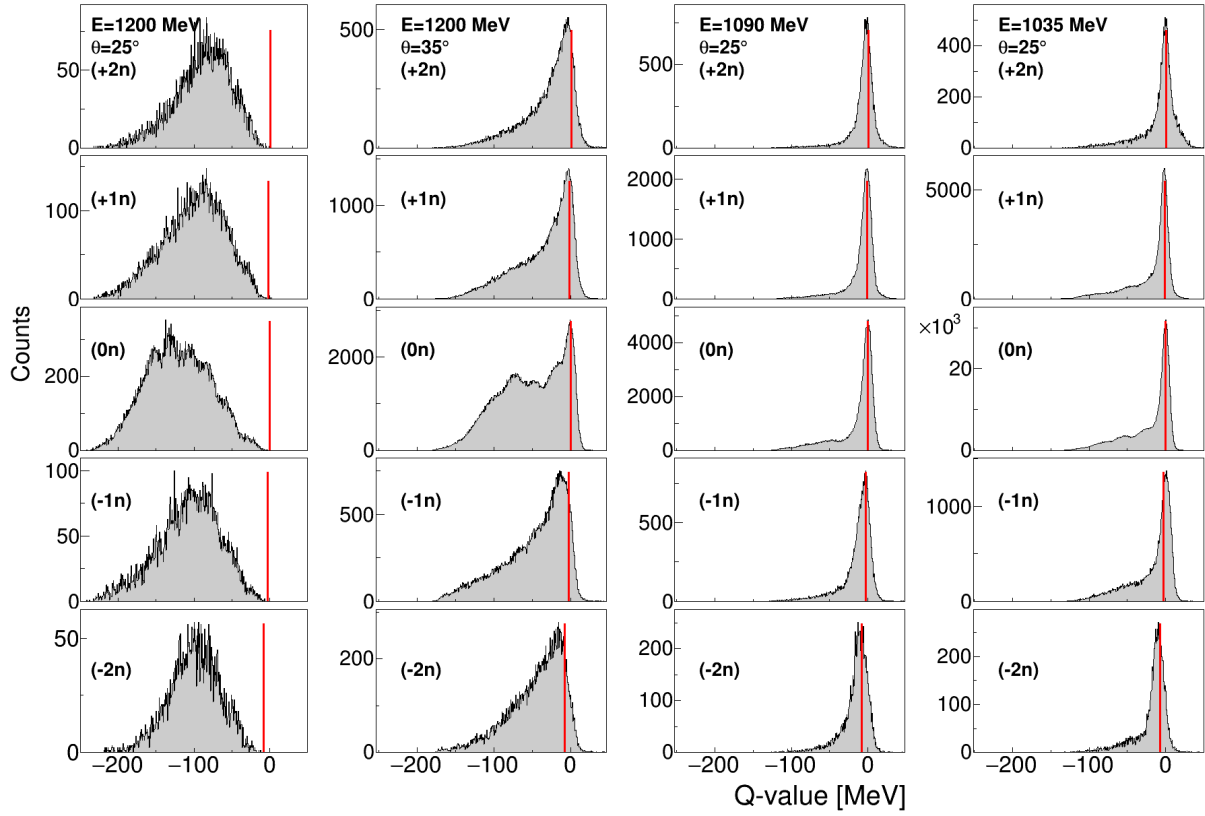 E=1200 MeV
θ=25°
(+2n)
50
0
E=1200 MeV
θ=35°
(+2n)
500
0
E=1090 MeV
θ=25°
(+2n)
500
0
E=1035 MeV
θ=25°
(+2n)
400
200
0
(+1n)
100
0
(+1n)
1000
0
(+1n)
2000
1000
0
(+1n)
5000
0
Counts
(0n)
200
0
(0n)
2000
0
(0n)
4000
2000
0
×10³
(0n)
20
0
(-1n)
100
50
0
(-1n)
500
0
(-1n)
500
0
(-1n)
1000
0
(-2n)
50
0
(-2n)
200
0
(-2n)
200
100
0
(-2n)
200
100
0
−200 −100 0
−200 −100 0
−200 −100 0
−200 −100 0
Q-value [MeV]